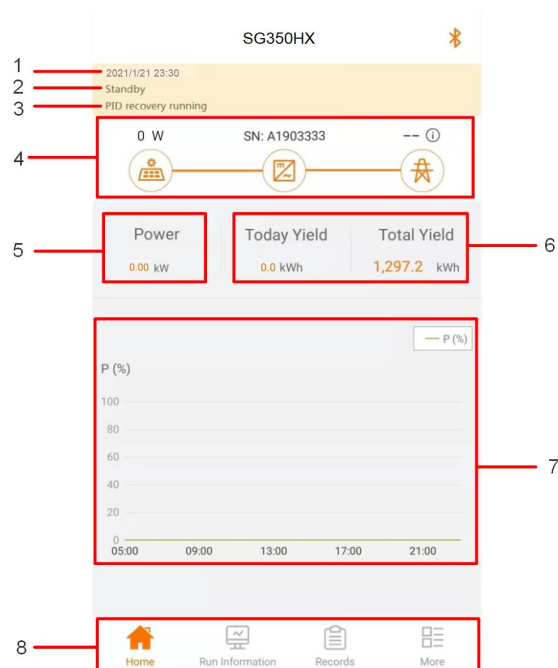 SG350HX
1
2021/1/21 23:30
2
Standby
3
PID recovery running
4
0 W
SN: A1903333
--
5
Power
0.00 kW
6
Today Yield
Total Yield
0.0 kWh
1,297.2 kWh
7
P (%)
P (%)
100
80
60
40
20
0
05:00 09:00 13:00 17:00 21:00
8
Home Run Information Records More